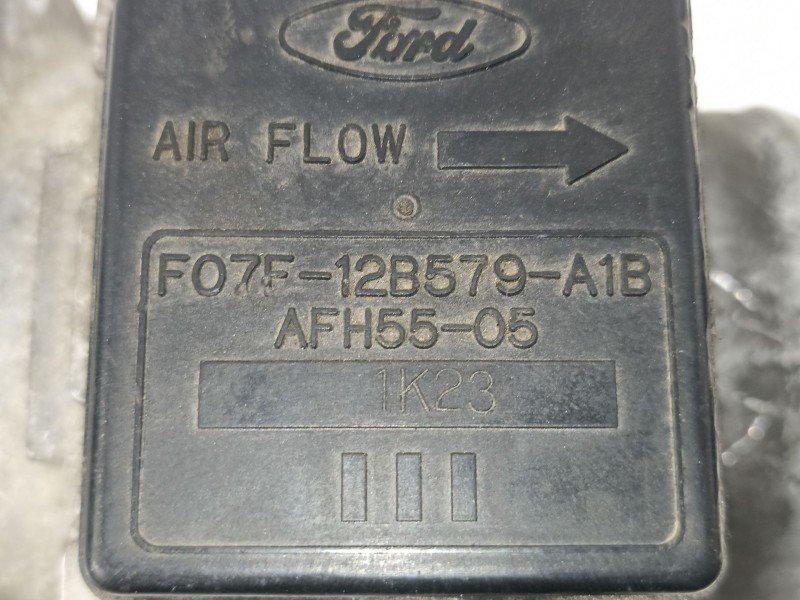 Ford
AIR FLOW
F07F-12B579-A1B
AFH55-05
1K23